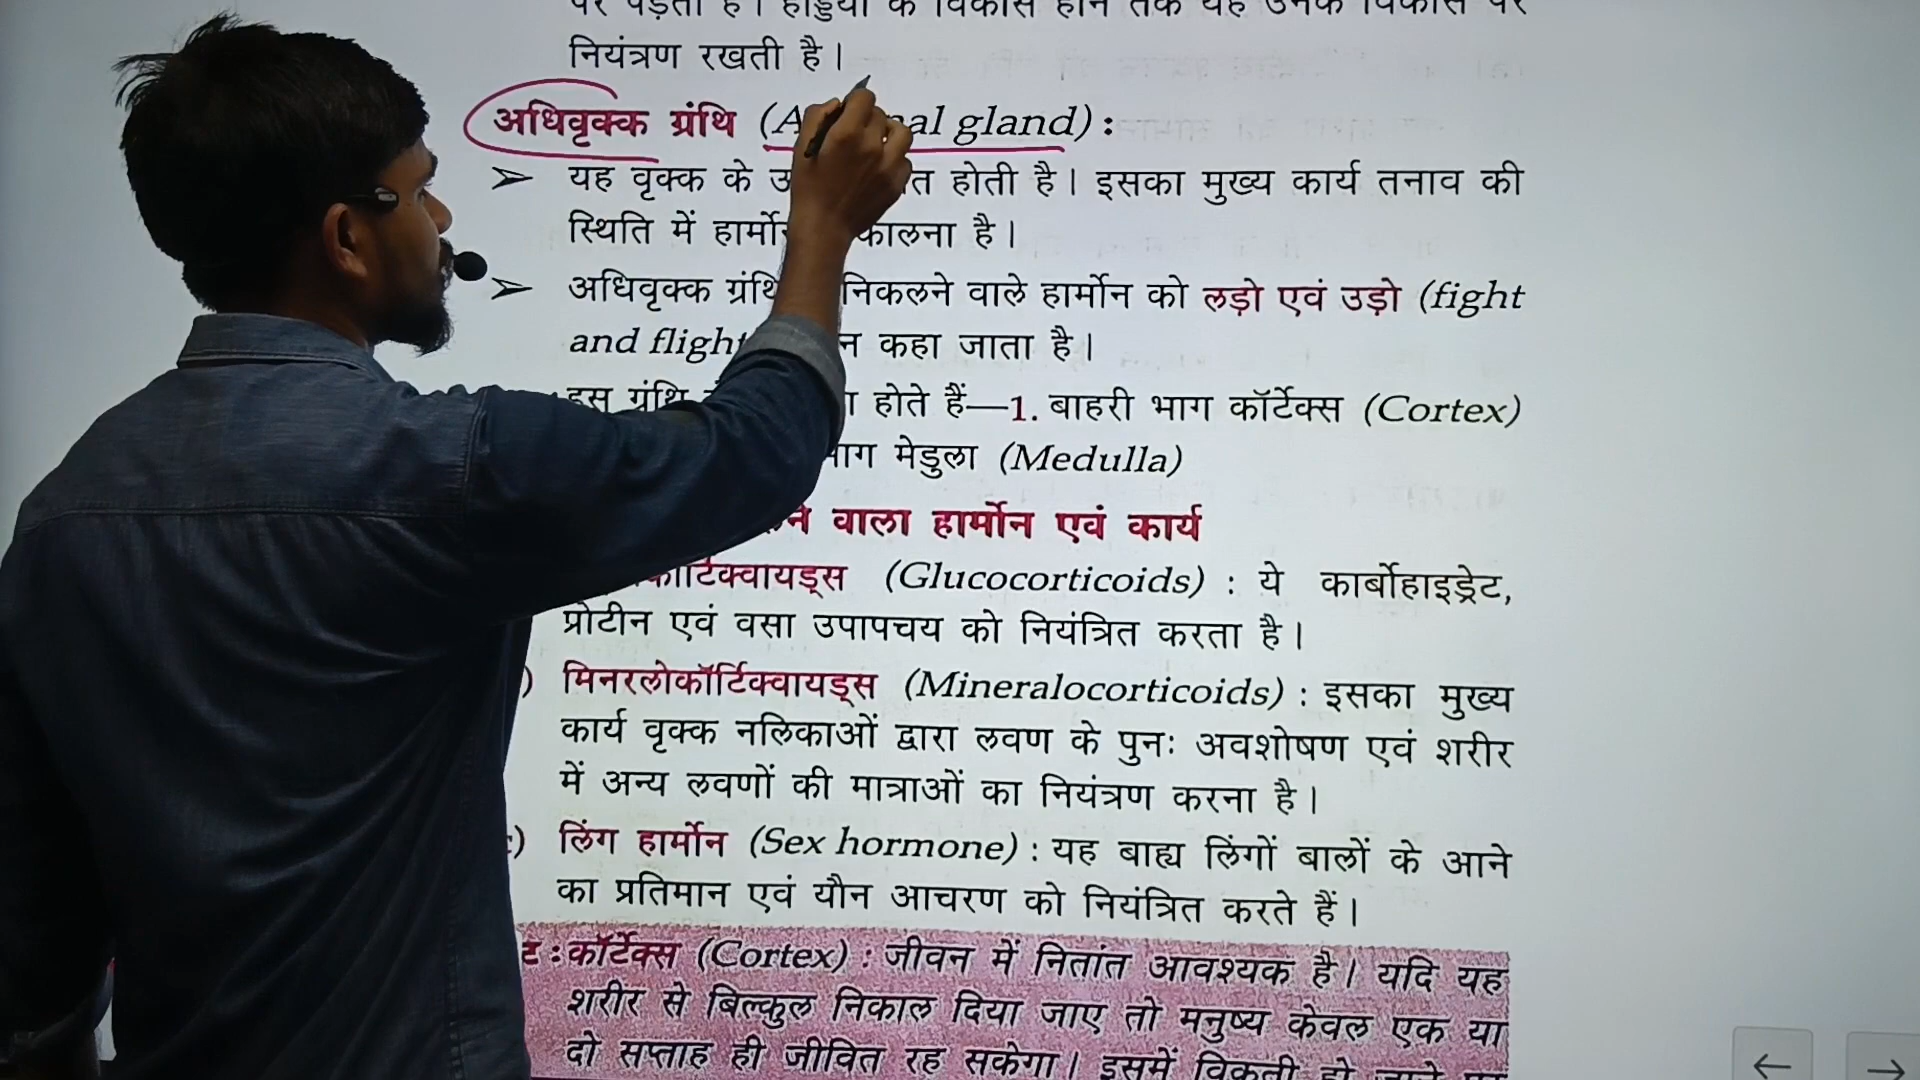 नियंत्रण रखती है।
अधिवृक्क ग्रंथि (A nal gland) :
➢ यह वृक्क के होती है। इसका मुख्य कार्य तनाव की
स्थिति में है।
➢ अधिवृक्क निकलने वाले हार्मोन को लड़ो एवं उड़ो (fight
and flight कहा जाता है।
इस ग्रंथि होते हैं—1. बाहरी भाग कॉर्टेक्स (Cortex)
भाग मेडुला (Medulla)
वाला हार्मोन एवं कार्य
(Glucocorticoids) : ये कार्बोहाइड्रेट,
प्रोटीन एवं वसा उपापचय को नियंत्रित करता है।
) मिनरलोकॉर्टिक्वायड्स (Mineralocorticoids) : इसका मुख्य
कार्य वृक्क नलिकाओं द्वारा लवण के पुनः अवशोषण एवं शरीर
में अन्य लवणों की मात्राओं का नियंत्रण करना है।
) लिंग हार्मोन (Sex hormone) : यह बाह्य लिंगों बालों के आने
का प्रतिमान एवं यौन आचरण को नियंत्रित करते हैं।
ट : कॉर्टेक्स (Cortex) : जीवन में नितांत आवश्यक है। यदि यह
शरीर से बिल्कुल निकाल दिया जाए तो मनुष्य केवल एक या
दो सप्ताह ही जीवित रह सकेगा। इसमें